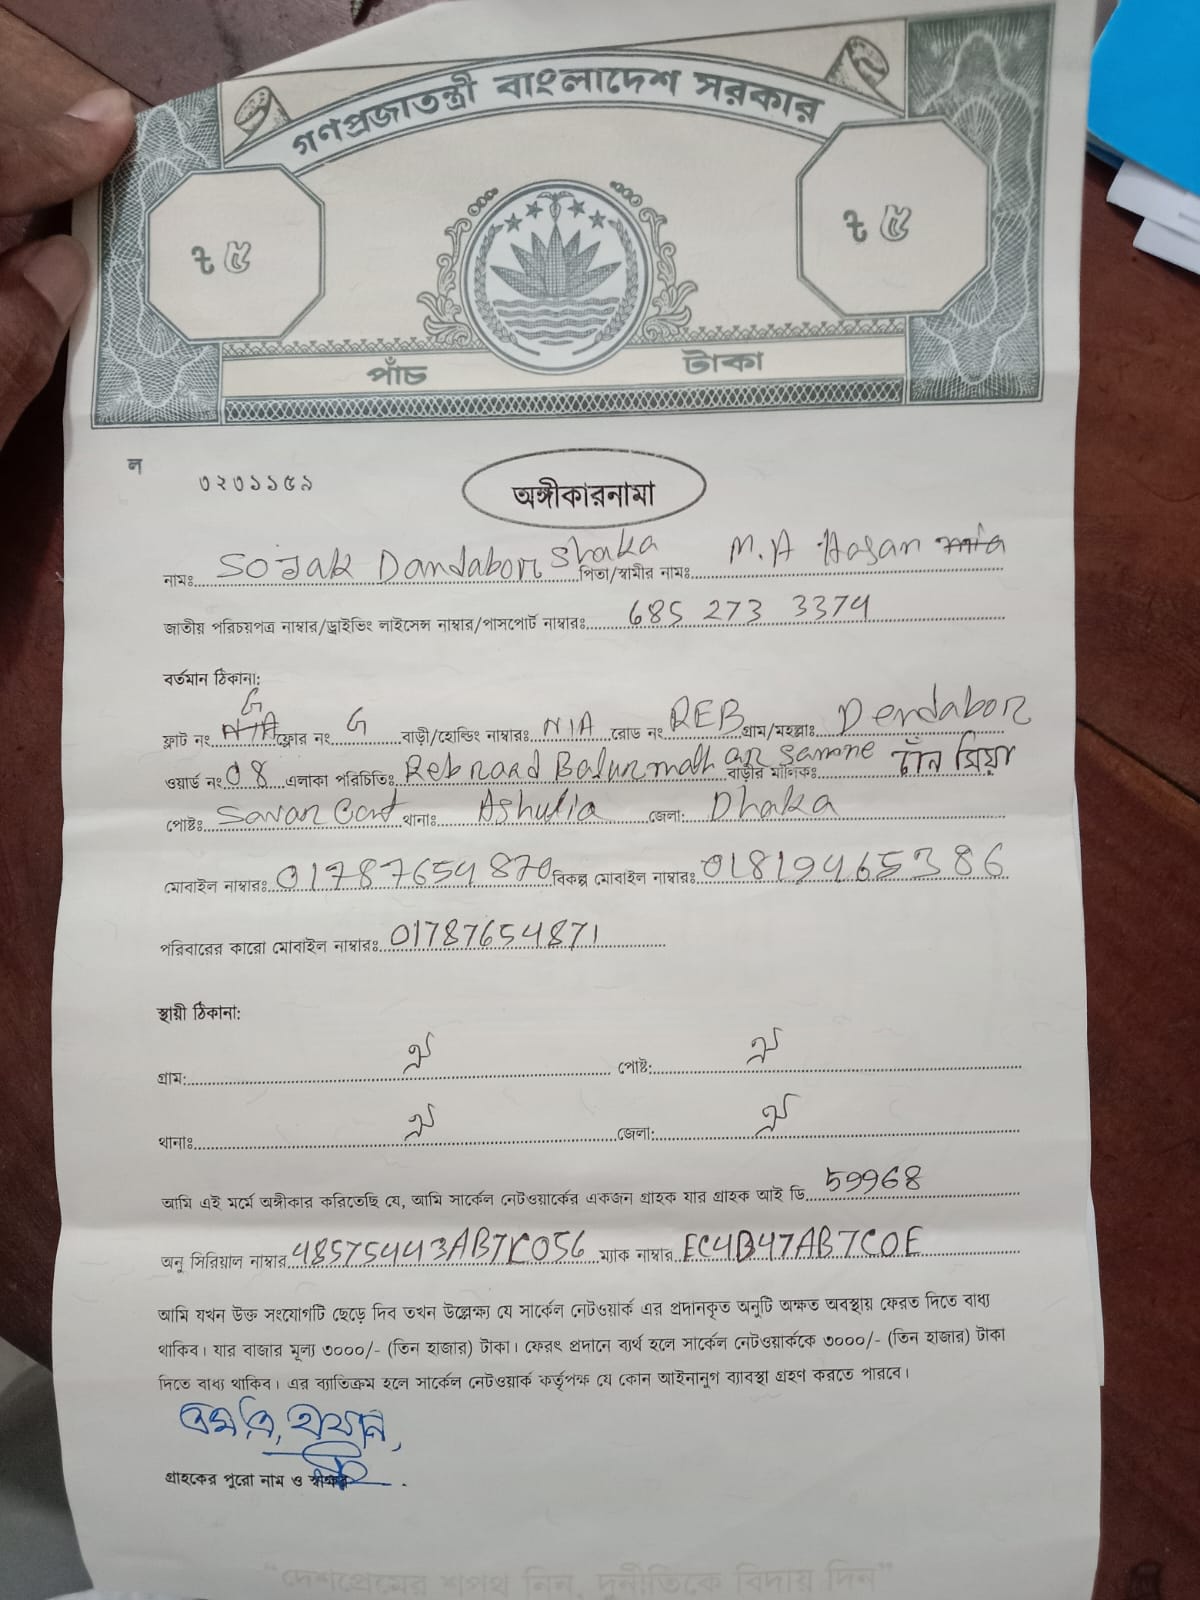 গণপ্রজাতন্ত্রী বাংলাদেশ সরকার
৳ ৫ ৳ ৫
পাঁচ টাকা
ল
৩২৩১১৫৯
অঙ্গীকারনামা
নামঃ Sojak Dandabon Shaka পিতা/স্বামীর নামঃ M.A Hasan
জাতীয় পরিচয়পত্র নাম্বার/ড্রাইভিং লাইসেন্স নাম্বার/পাসপোর্ট নাম্বারঃ 685 273 3374
বর্তমান ঠিকানা:
ফ্লাট নং G ফ্লোর নং G বাড়ী/হোল্ডিং নাম্বারঃ N/A রোড নং REB গ্রাম/মহল্লাঃ Dendabor
ওয়ার্ড নং 08 এলাকা পরিচিতিঃ Reb road Balur math ar samne বাড়ীর মালিকঃ চাঁন মিয়া
পোষ্টঃ Savar Cant থানাঃ Ashulia জেলা: Dhaka
মোবাইল নাম্বারঃ 01787654870 বিকল্প মোবাইল নাম্বারঃ 01819465386
পরিবারের কারো মোবাইল নাম্বারঃ 01787654871
স্থায়ী ঠিকানা:
গ্রাম: ঐ পোষ্ট: ঐ
থানাঃ ঐ জেলা: ঐ
আমি এই মর্মে অঙ্গীকার করিতেছি যে, আমি সার্কেল নেটওয়ার্কের একজন গ্রাহক যার গ্রাহক আই ডি 59968
অনু সিরিয়াল নাম্বার 48575443AB7C056 ম্যাক নাম্বার EC4B47AB7C0E
আমি যখন উক্ত সংযোগটি ছেড়ে দিব তখন উল্লেক্ষ্য যে সার্কেল নেটওয়ার্ক এর প্রদানকৃত অনুটি অক্ষত অবস্থায় ফেরত দিতে বাধ্য
থাকিব। যার বাজার মূল্য ৩০০০/- (তিন হাজার) টাকা। ফেরৎ প্রদানে ব্যর্থ হলে সার্কেল নেটওয়ার্ককে ৩০০০/- (তিন হাজার) টাকা
দিতে বাধ্য থাকিব। এর ব্যাতিক্রম হলে সার্কেল নেটওয়ার্ক কর্তৃপক্ষ যে কোন আইনানুগ ব্যাবস্থা গ্রহণ করতে পারবে।
গ্রাহকের পুরো নাম ও স্বাক্ষর
“দেশপ্রেমের শপথ নিন, দুর্নীতিকে বিদায় দিন”